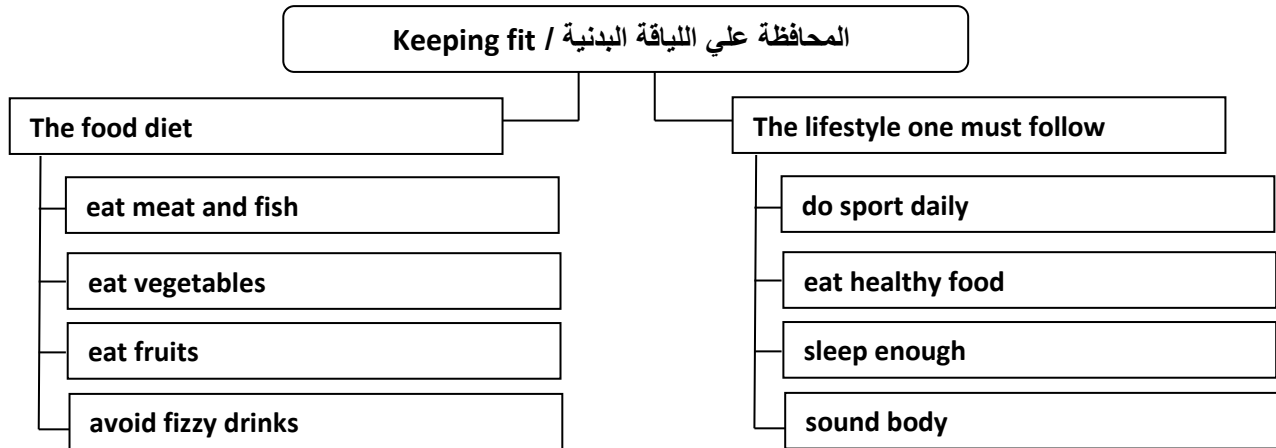 Keeping fit / المحافظة علي اللياقة البدنية
The food diet
eat meat and fish
eat vegetables
eat fruits
avoid fizzy drinks
The lifestyle one must follow
do sport daily
eat healthy food
sleep enough
sound body